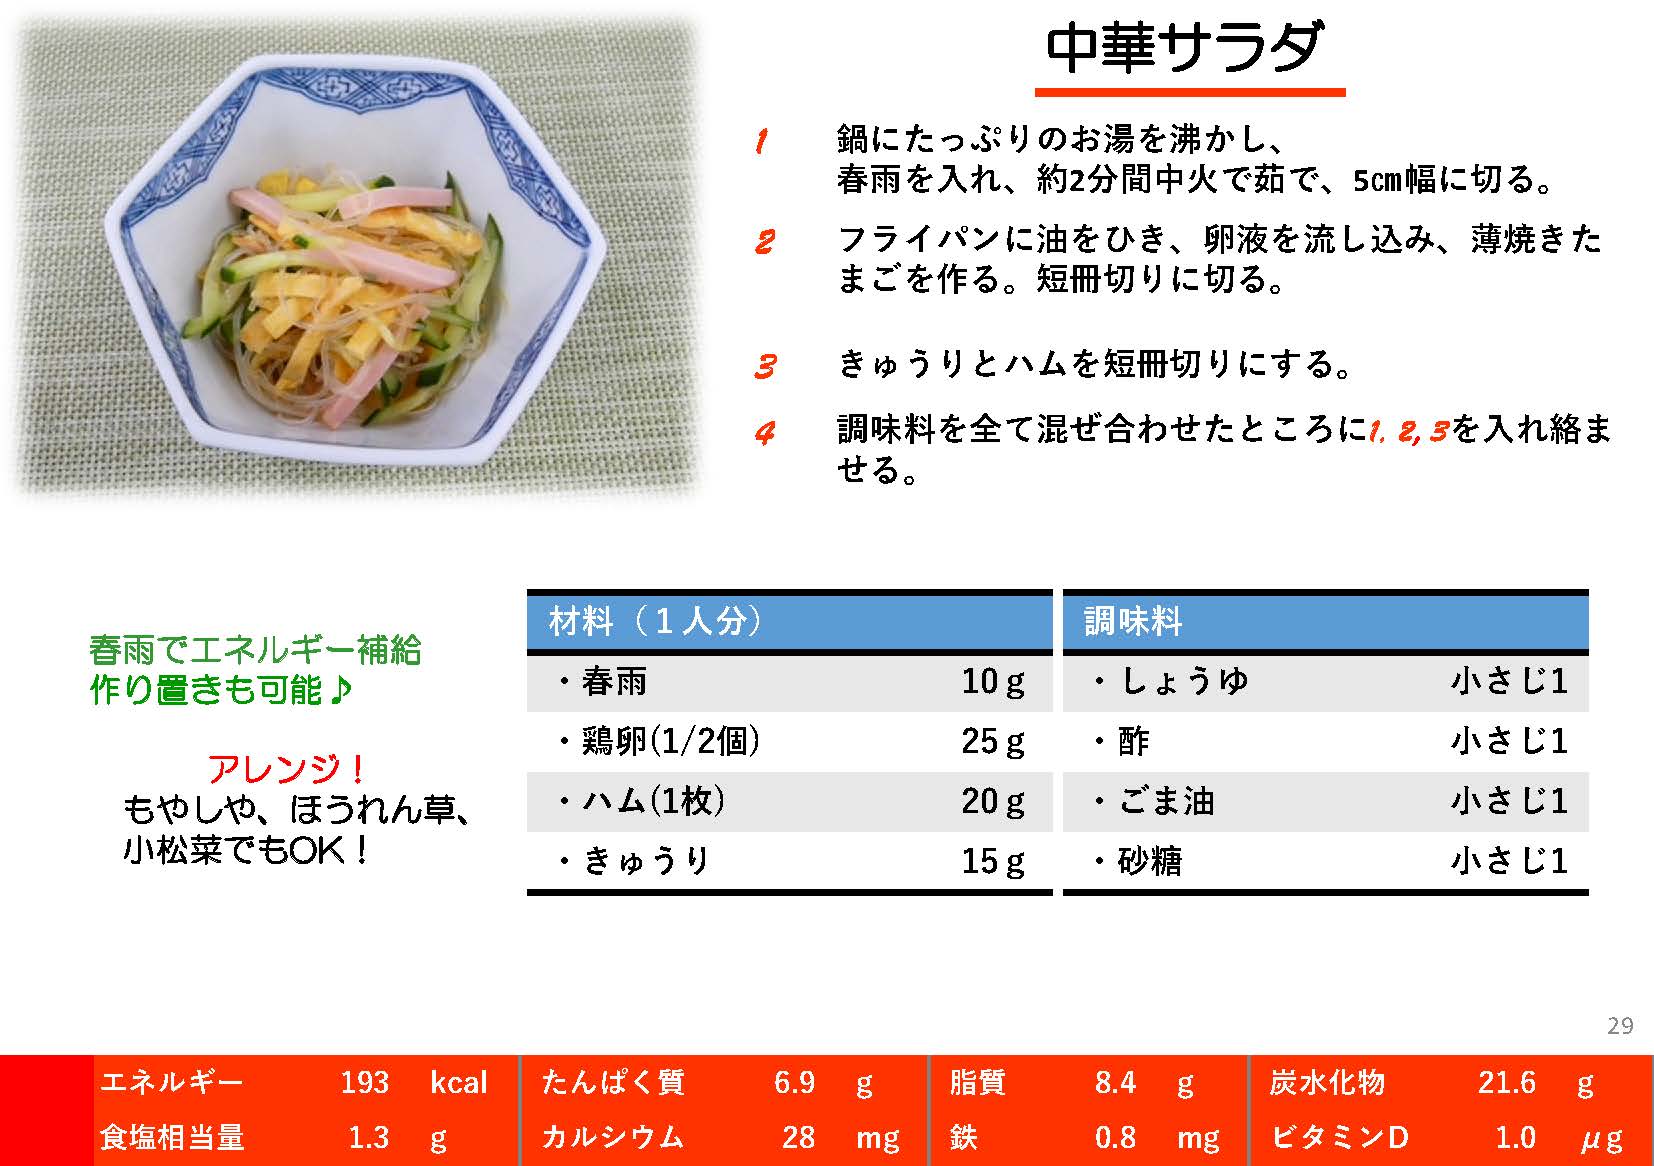 中華サラダ
1 鍋にたっぷりのお湯を沸かし、
春雨を入れ、約2分間中火で茹で、5㎝幅に切る。
2 フライパンに油をひき、卵液を流し込み、薄焼きた
まごを作る。短冊切りに切る。
3 きゅうりとハムを短冊切りにする。
4 調味料を全て混ぜ合わせたところに1, 2, 3を入れ絡ま
せる。
春雨でエネルギー補給
作り置きも可能♪
アレンジ！
もやしや、ほうれん草、
小松菜でもOK！
材料（１人分）
・春雨 10ｇ
・鶏卵(1/2個) 25ｇ
・ハム(1枚) 20ｇ
・きゅうり 15ｇ
調味料
・しょうゆ 小さじ1
・酢 小さじ1
・ごま油 小さじ1
・砂糖 小さじ1
29
エネルギー 193 kcal たんぱく質 6.9 g 脂質 8.4 g 炭水化物 21.6 g
食塩相当量 1.3 g カルシウム 28 mg 鉄 0.8 mg ビタミンD 1.0 μg